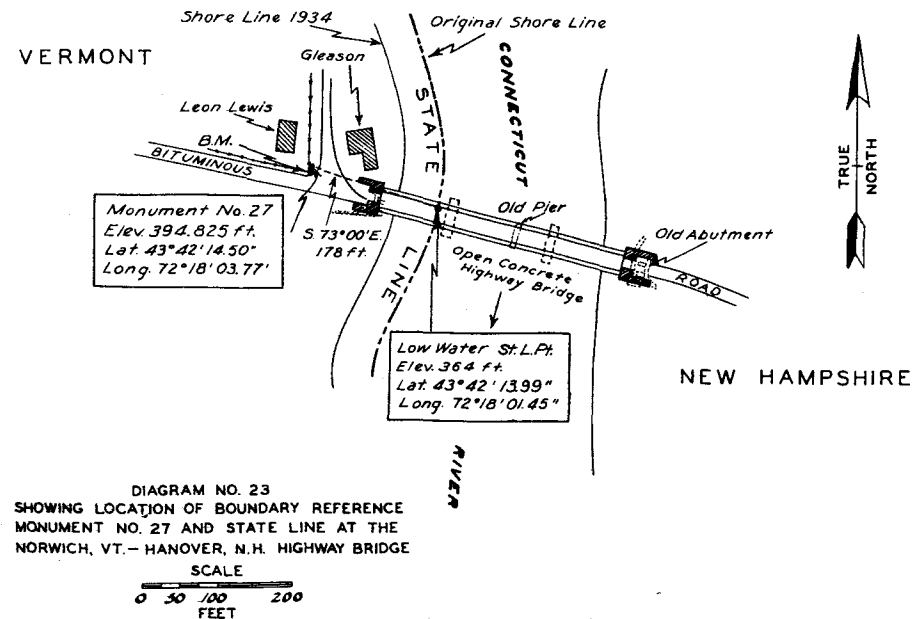 Shore Line 1934
Original Shore Line
VERMONT
Gleason
CONNECTICUT
STATE
Leon Lewis
B.M.
BITUMINOUS
TRUE NORTH
Monument No. 27
Elev. 394.825 ft.
Lat. 43°42'14.50"
Long. 72°18'03.77'
S. 73°00'E.
178 ft.
Old Pier
Old Abutment
Open Concrete
Highway Bridge
ROAD
LINE
Low Water St. L. Pt.
Elev. 364 ft.
Lat. 43°42'13.99"
Long. 72°18'01.45"
NEW HAMPSHIRE
RIVER
DIAGRAM NO. 23
SHOWING LOCATION OF BOUNDARY REFERENCE
MONUMENT NO. 27 AND STATE LINE AT THE
NORWICH, VT.– HANOVER, N.H. HIGHWAY BRIDGE
SCALE
0 50 100 200
FEET